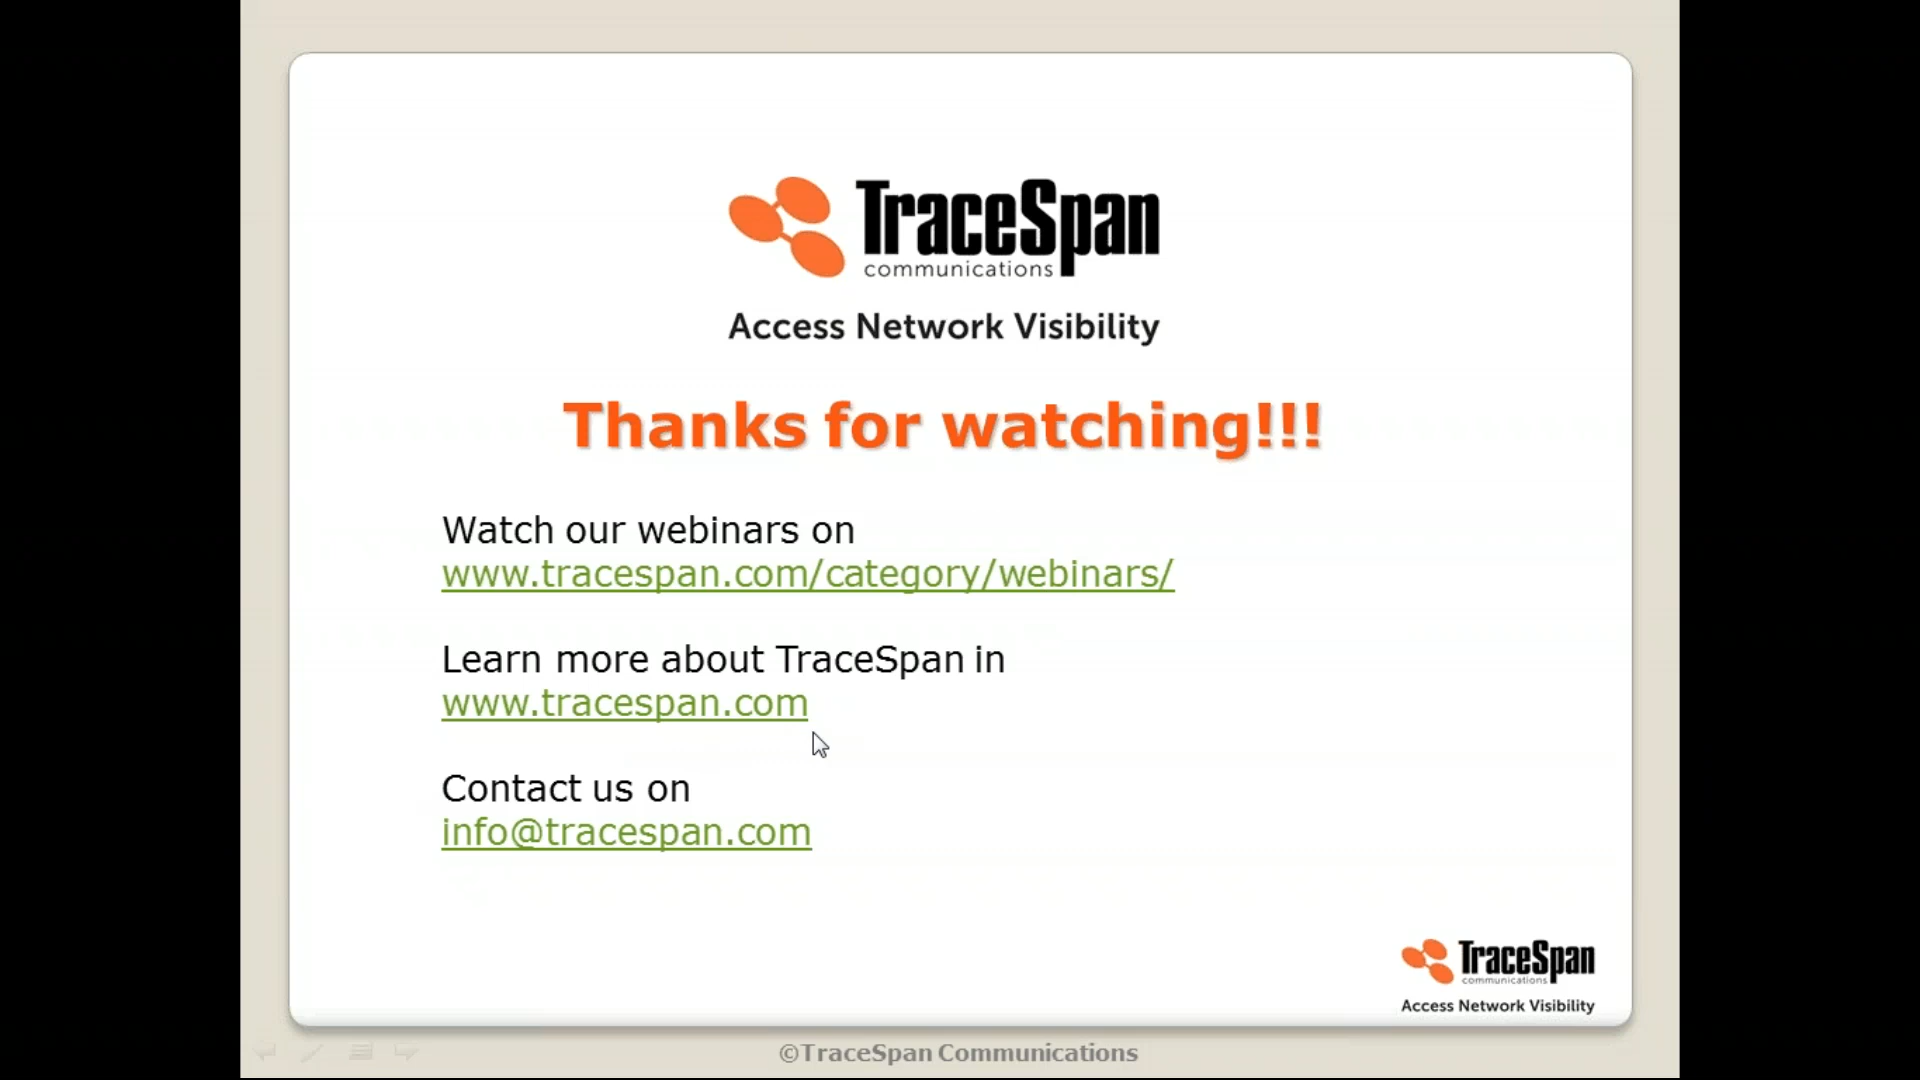 TraceSpan
communications
Access Network Visibility
Thanks for watching!!!
Watch our webinars on
www.tracespan.com/category/webinars/
Learn more about TraceSpan in
www.tracespan.com
Contact us on
info@tracespan.com
TraceSpan
communications
Access Network Visibility
©TraceSpan Communications